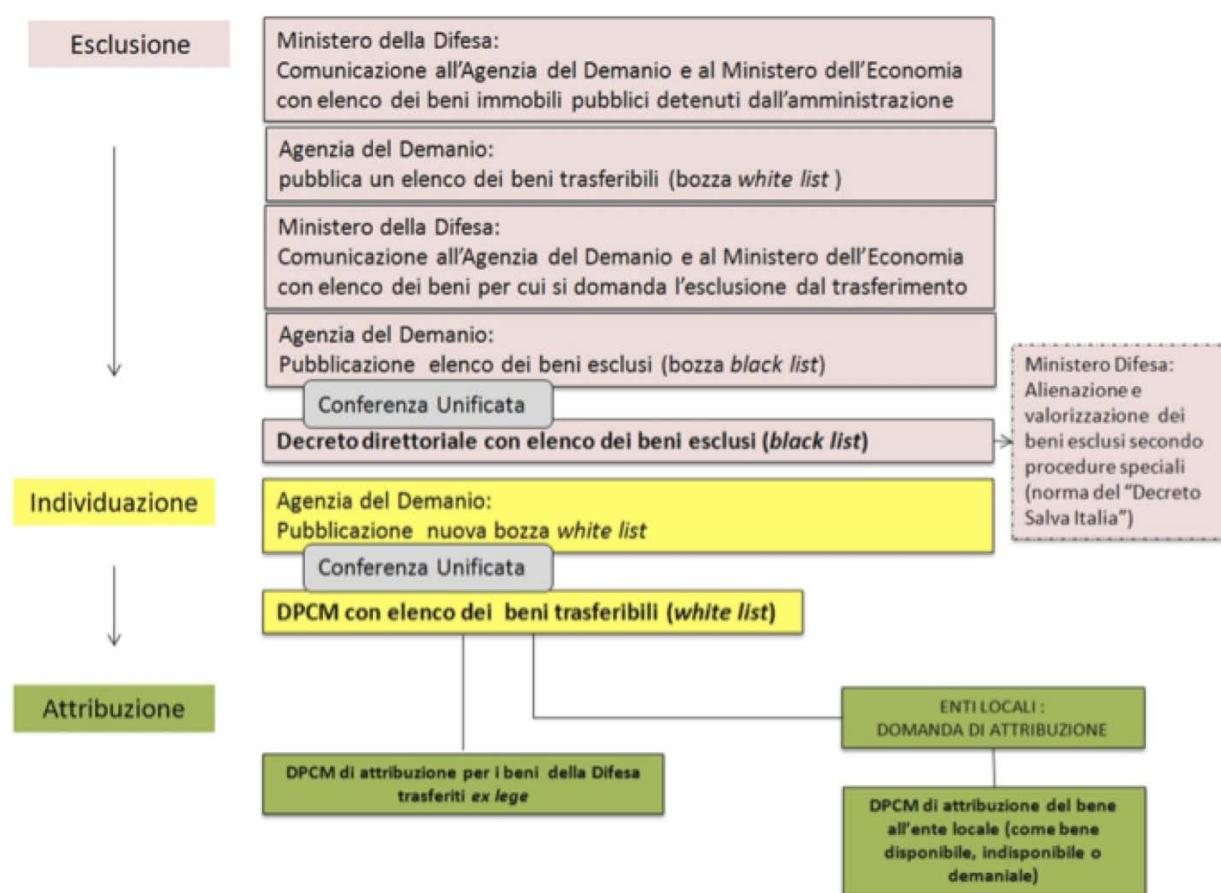 Esclusione
Ministero della Difesa:
Comunicazione all'Agenzia del Demanio e al Ministero dell'Economia
con elenco dei beni immobili pubblici detenuti dall'amministrazione
Agenzia del Demanio:
pubblica un elenco dei beni trasferibili (bozza white list )
Ministero della Difesa:
Comunicazione all'Agenzia del Demanio e al Ministero dell'Economia
con elenco dei beni per cui si domanda l'esclusione dal trasferimento
Agenzia del Demanio:
Pubblicazione elenco dei beni esclusi (bozza black list)
Conferenza Unificata
Decreto direttoriale con elenco dei beni esclusi (black list)
Ministero Difesa:
Alienazione e
valorizzazione dei
beni esclusi secondo
procedure speciali
(norma del "Decreto
Salva Italia")
Individuazione
Agenzia del Demanio:
Pubblicazione nuova bozza white list
Conferenza Unificata
DPCM con elenco dei beni trasferibili (white list)
Attribuzione
ENTI LOCALI :
DOMANDA DI ATTRIBUZIONE
DPCM di attribuzione per i beni della Difesa
trasferiti ex lege
DPCM di attribuzione del bene
all'ente locale (come bene
disponibile, indisponibile o
demaniale)